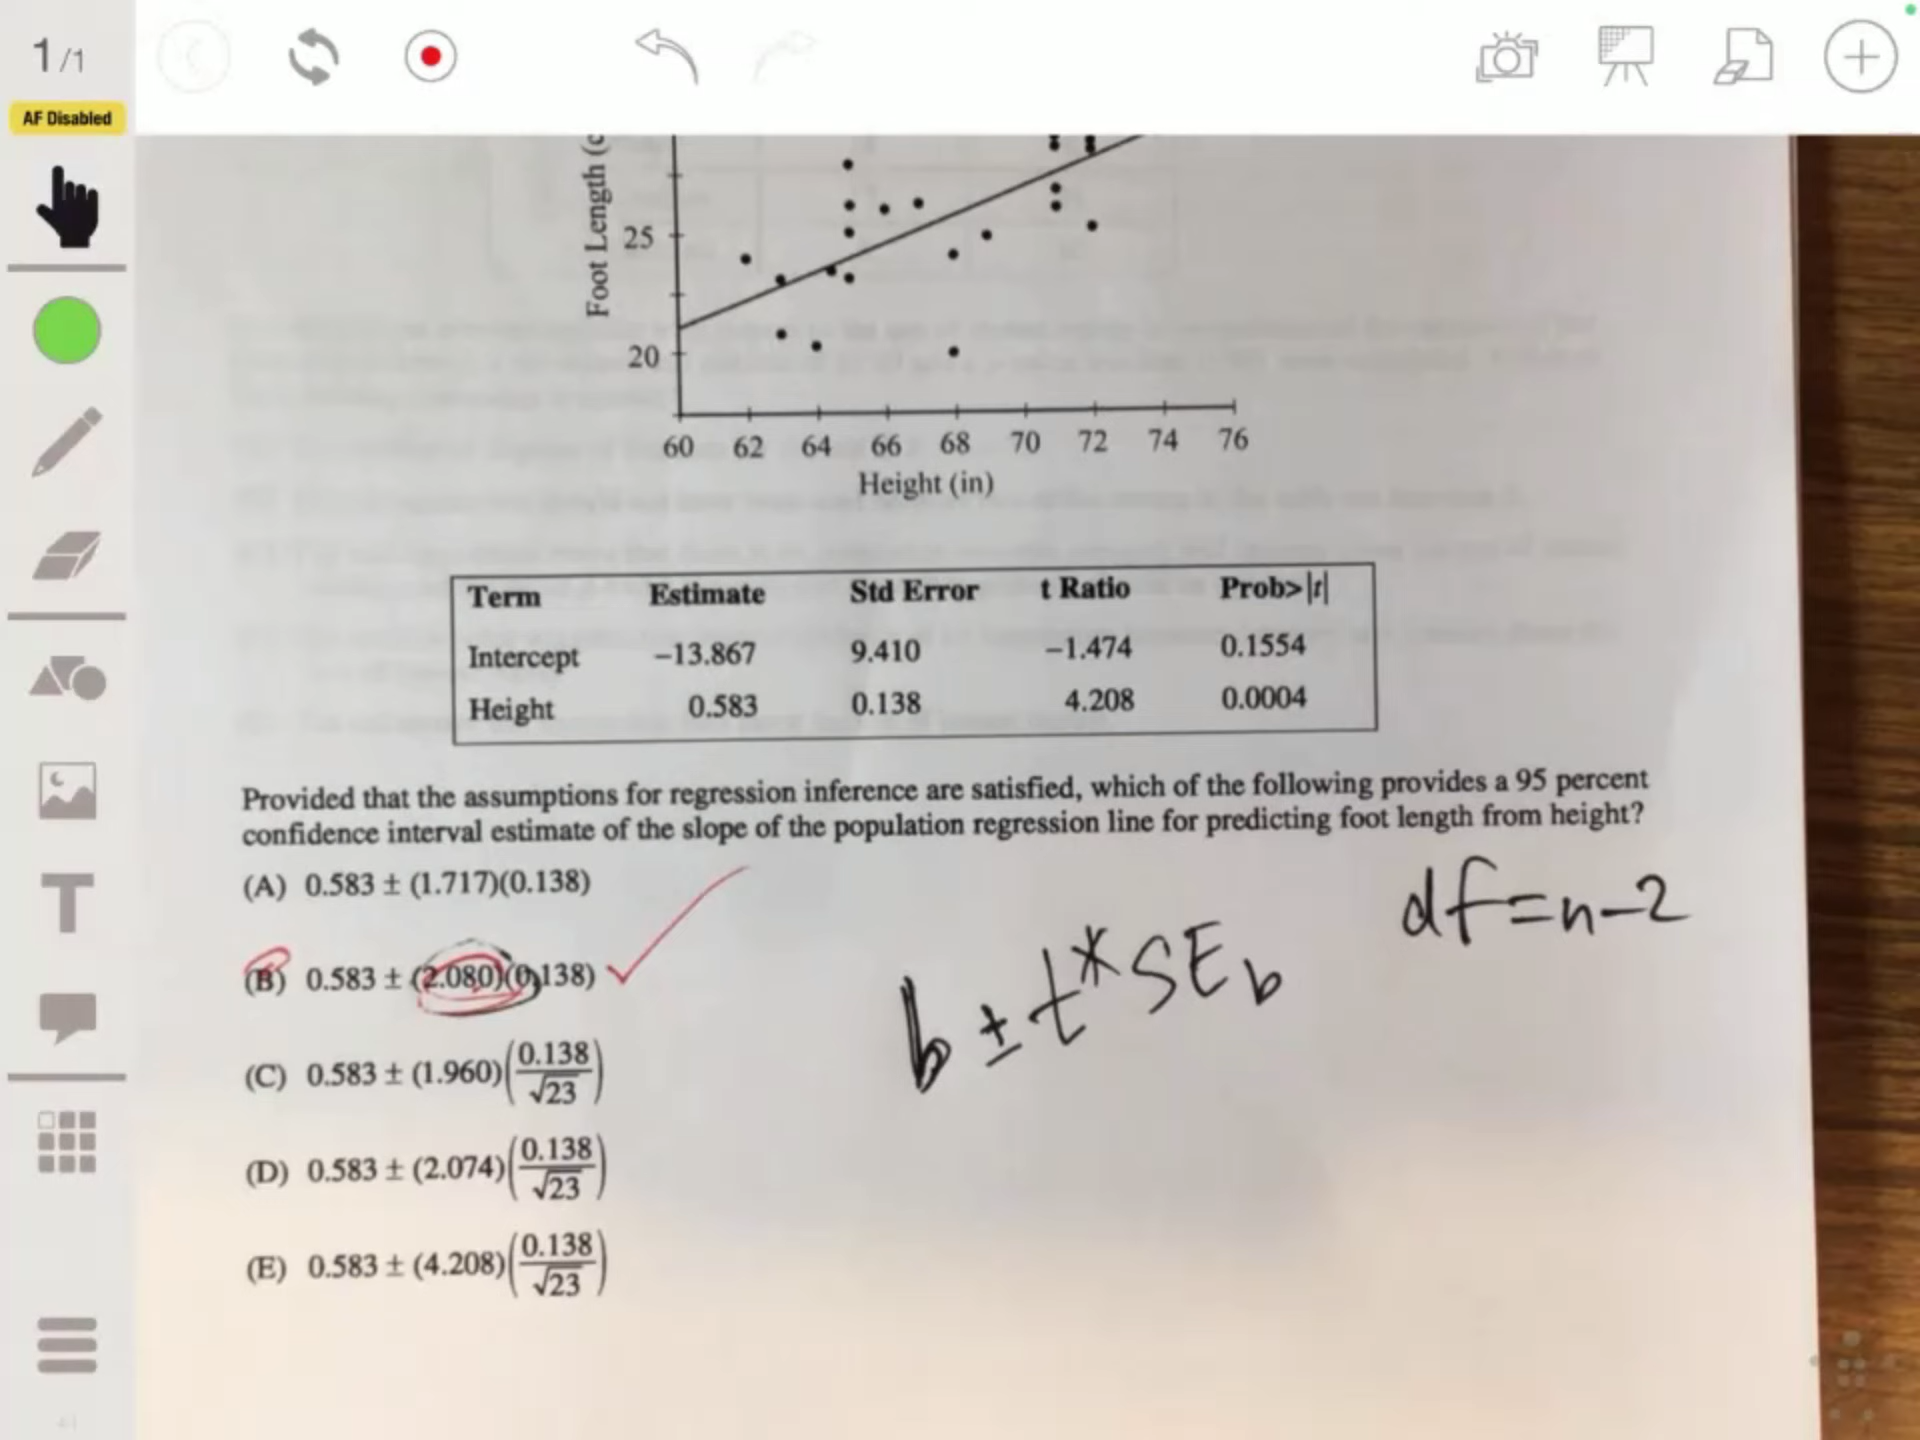 1/1
AF Disabled
Foot Length (c
25
20
60 62 64 66 68 70 72 74 76
Height (in)
Term Estimate Std Error t Ratio Prob>|t|
Intercept −13.867 9.410 −1.474 0.1554
Height 0.583 0.138 4.208 0.0004
Provided that the assumptions for regression inference are satisfied, which of the following provides a 95 percent
confidence interval estimate of the slope of the population regression line for predicting foot length from height?
(A) 0.583 ± (1.717)(0.138)
df=n−2
(B) 0.583 ± (2.080)(0.138)
b ± t* SE_b
(C) 0.583 ± (1.960)(0.138/√23)
(D) 0.583 ± (2.074)(0.138/√23)
(E) 0.583 ± (4.208)(0.138/√23)